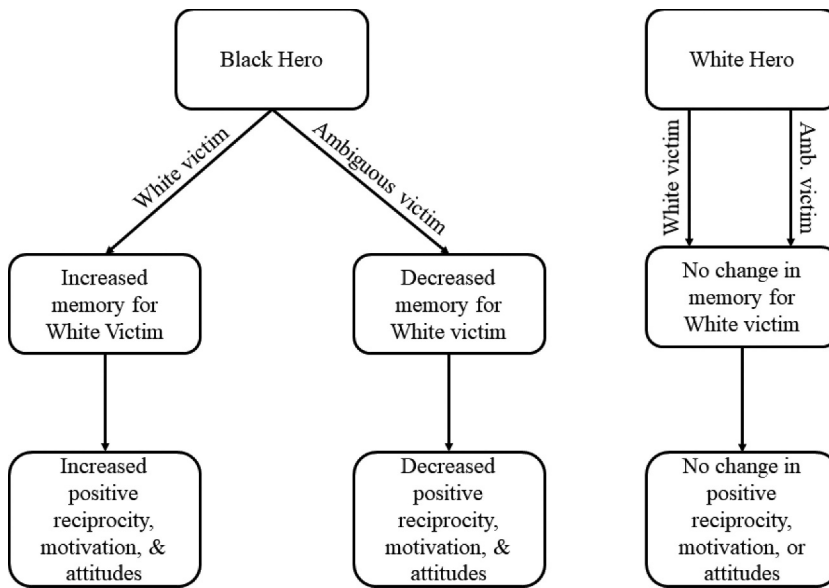 Black Hero
White Hero
White victim
Ambiguous victim
White victim
Amb. victim
Increased
memory for
White Victim
Decreased
memory for
White victim
No change in
memory for
White victim
Increased
positive
reciprocity,
motivation, &
attitudes
Decreased
positive
reciprocity,
motivation, &
attitudes
No change in
positive
reciprocity,
motivation, or
attitudes